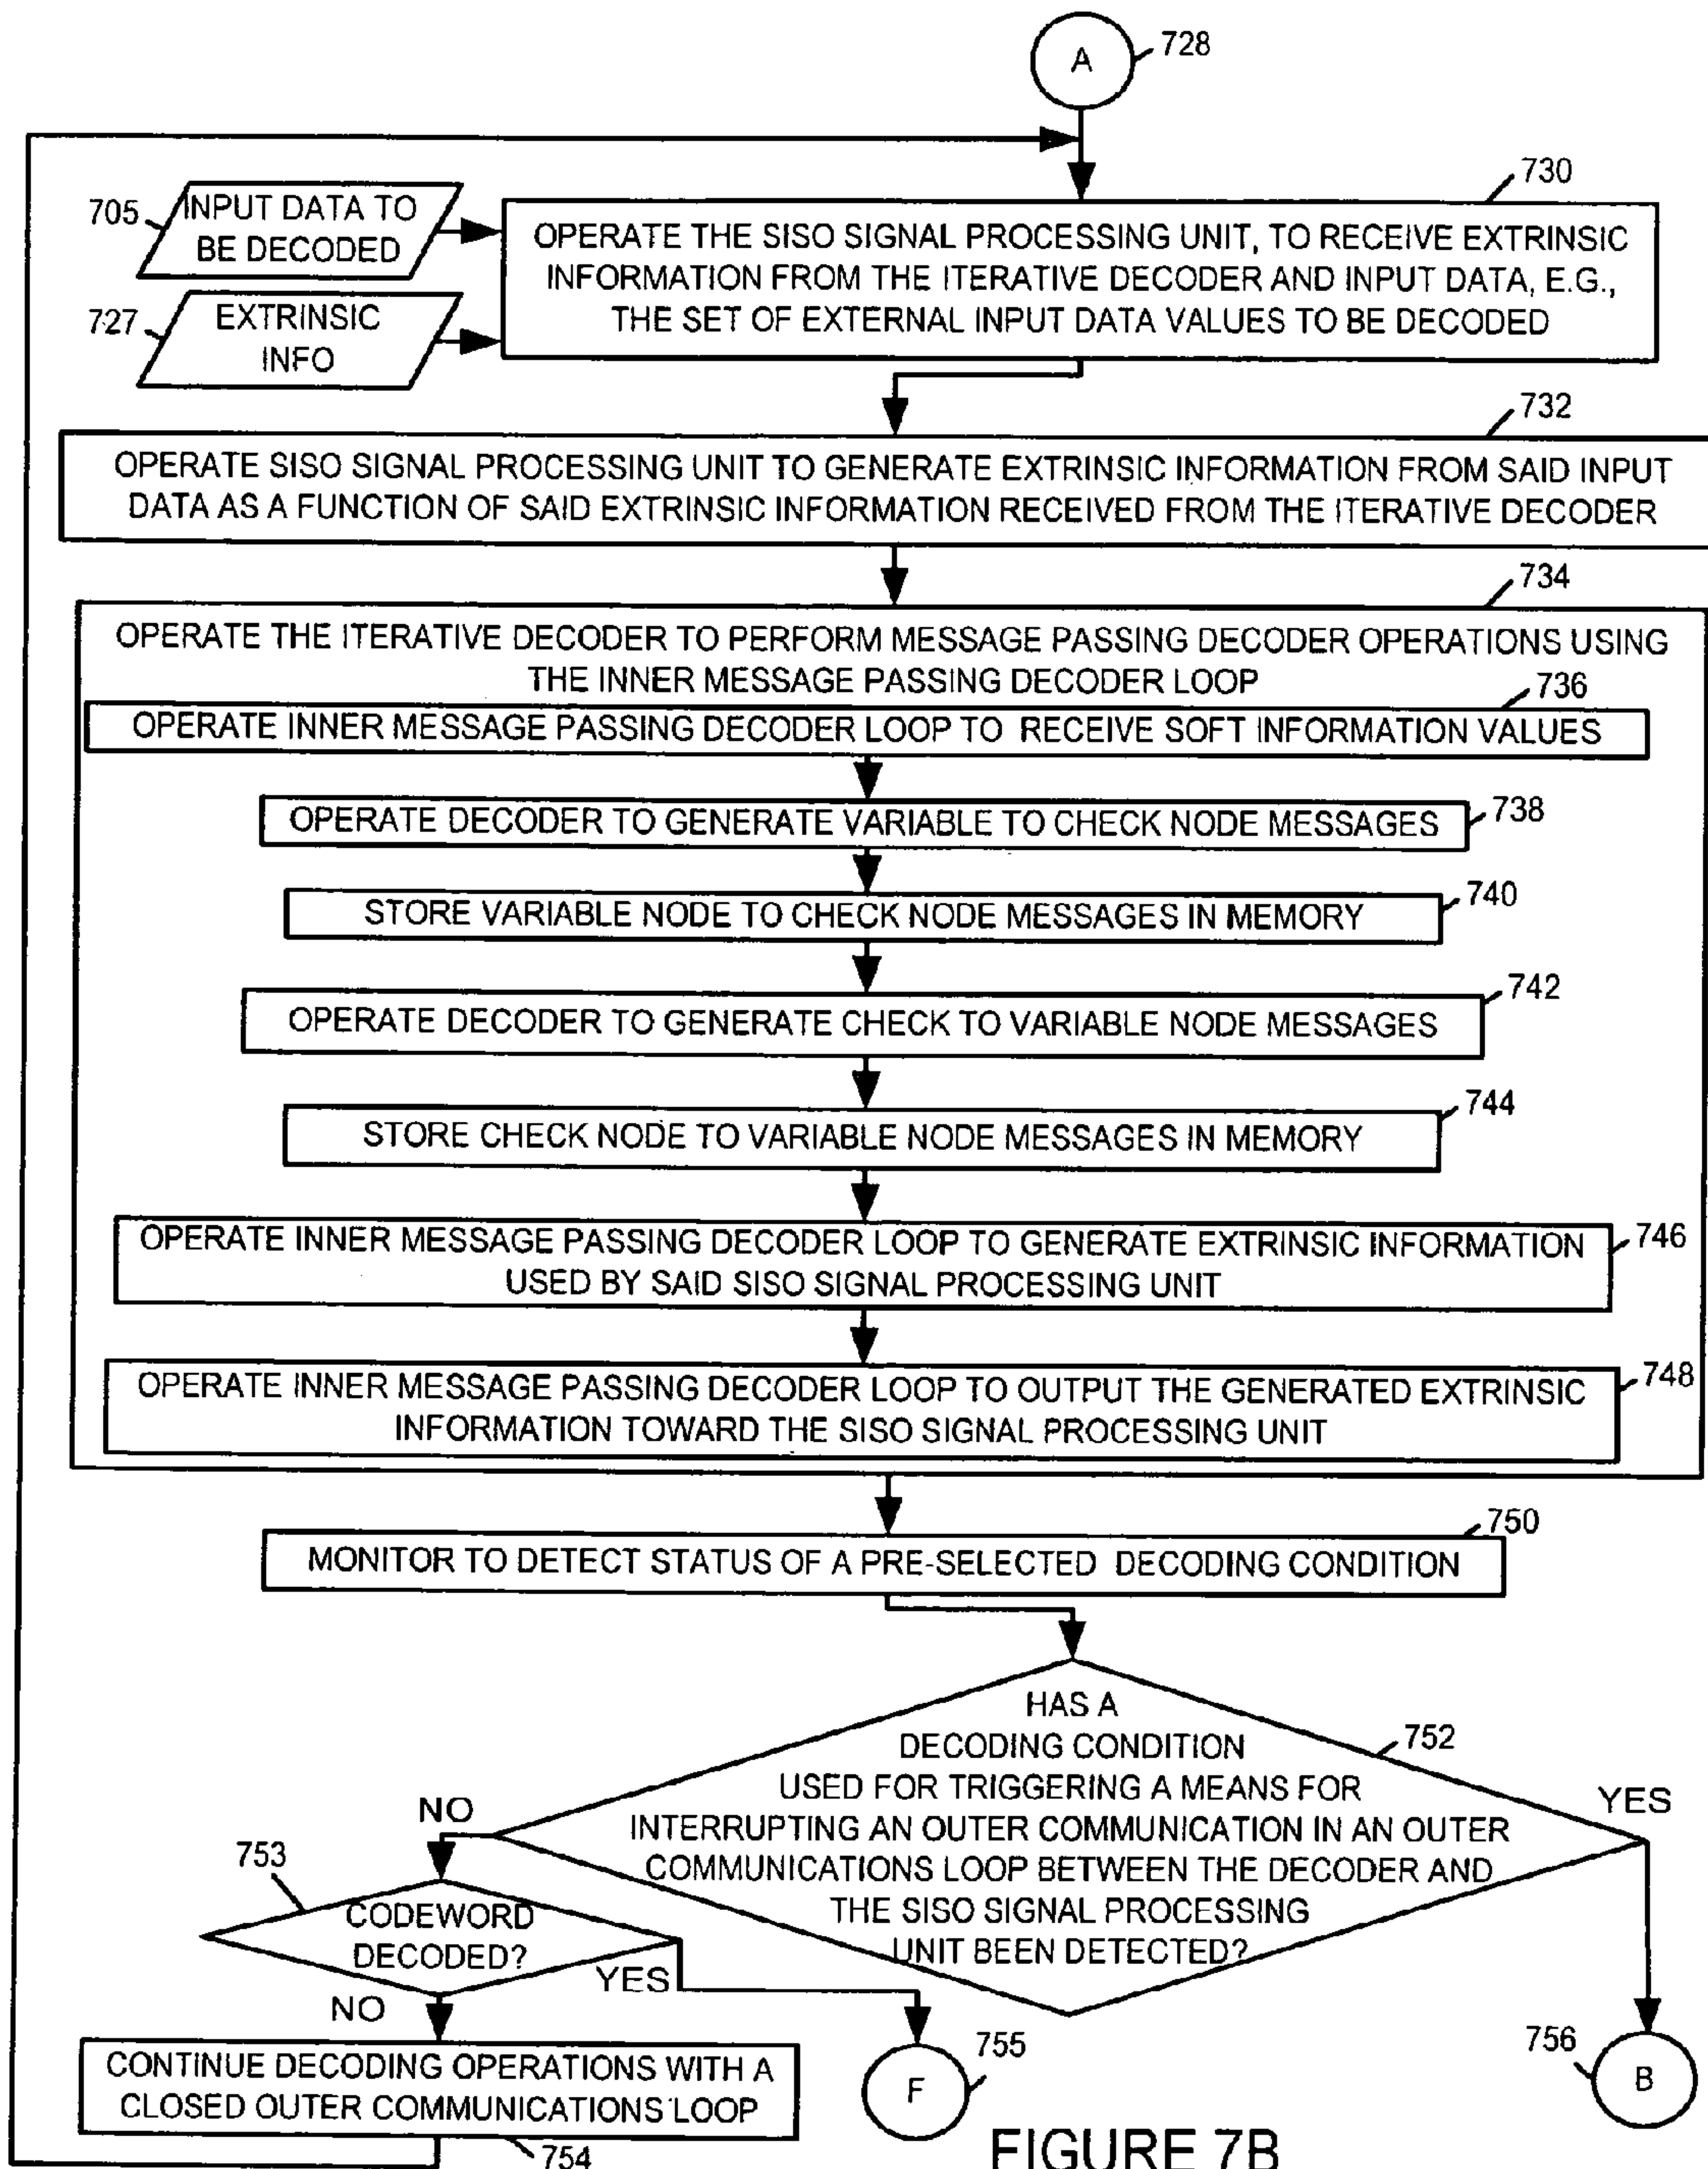 A
728
730
705
INPUT DATA TO
BE DECODED
OPERATE THE SISO SIGNAL PROCESSING UNIT, TO RECEIVE EXTRINSIC
INFORMATION FROM THE ITERATIVE DECODER AND INPUT DATA, E.G.,
THE SET OF EXTERNAL INPUT DATA VALUES TO BE DECODED
727
EXTRINSIC
INFO
732
OPERATE SISO SIGNAL PROCESSING UNIT TO GENERATE EXTRINSIC INFORMATION FROM SAID INPUT
DATA AS A FUNCTION OF SAID EXTRINSIC INFORMATION RECEIVED FROM THE ITERATIVE DECODER
734
OPERATE THE ITERATIVE DECODER TO PERFORM MESSAGE PASSING DECODER OPERATIONS USING
THE INNER MESSAGE PASSING DECODER LOOP
736
OPERATE INNER MESSAGE PASSING DECODER LOOP TO RECEIVE SOFT INFORMATION VALUES
OPERATE DECODER TO GENERATE VARIABLE TO CHECK NODE MESSAGES
738
STORE VARIABLE NODE TO CHECK NODE MESSAGES IN MEMORY
740
742
OPERATE DECODER TO GENERATE CHECK TO VARIABLE NODE MESSAGES
744
STORE CHECK NODE TO VARIABLE NODE MESSAGES IN MEMORY
OPERATE INNER MESSAGE PASSING DECODER LOOP TO GENERATE EXTRINSIC INFORMATION
USED BY SAID SISO SIGNAL PROCESSING UNIT
746
OPERATE INNER MESSAGE PASSING DECODER LOOP TO OUTPUT THE GENERATED EXTRINSIC
INFORMATION TOWARD THE SISO SIGNAL PROCESSING UNIT
748
750
MONITOR TO DETECT STATUS OF A PRE-SELECTED DECODING CONDITION
HAS A
DECODING CONDITION
USED FOR TRIGGERING A MEANS FOR
INTERRUPTING AN OUTER COMMUNICATION IN AN OUTER
COMMUNICATIONS LOOP BETWEEN THE DECODER AND
THE SISO SIGNAL PROCESSING
UNIT BEEN DETECTED?
752
NO
YES
753
CODEWORD
DECODED?
YES
NO
CONTINUE DECODING OPERATIONS WITH A
CLOSED OUTER COMMUNICATIONS LOOP
754
F
755
756
B
FIGURE 7B